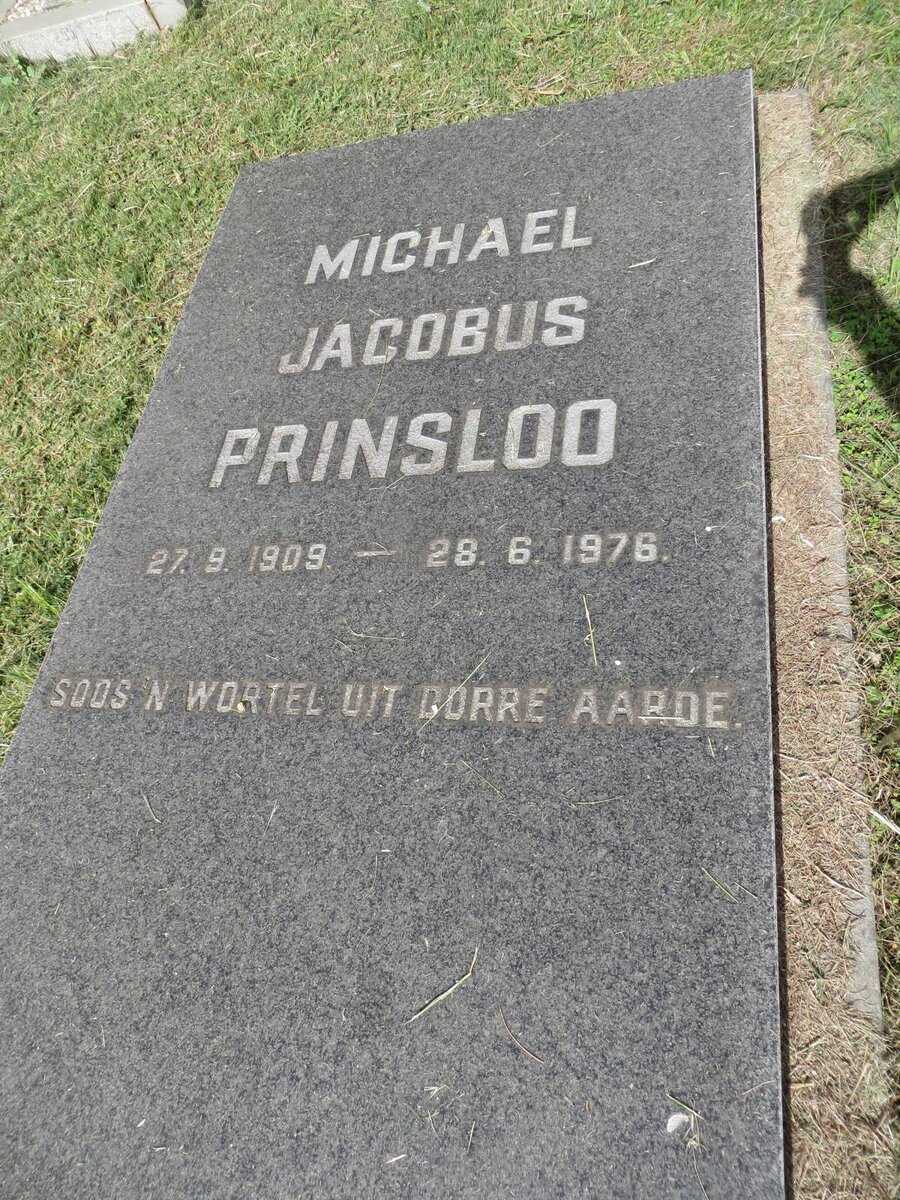 MICHAEL
JACOBUS
PRINSLOO
27. 9. 1909. — 28. 6. 1976.
SOOS 'N WORTEL UIT DORRE AARDE.